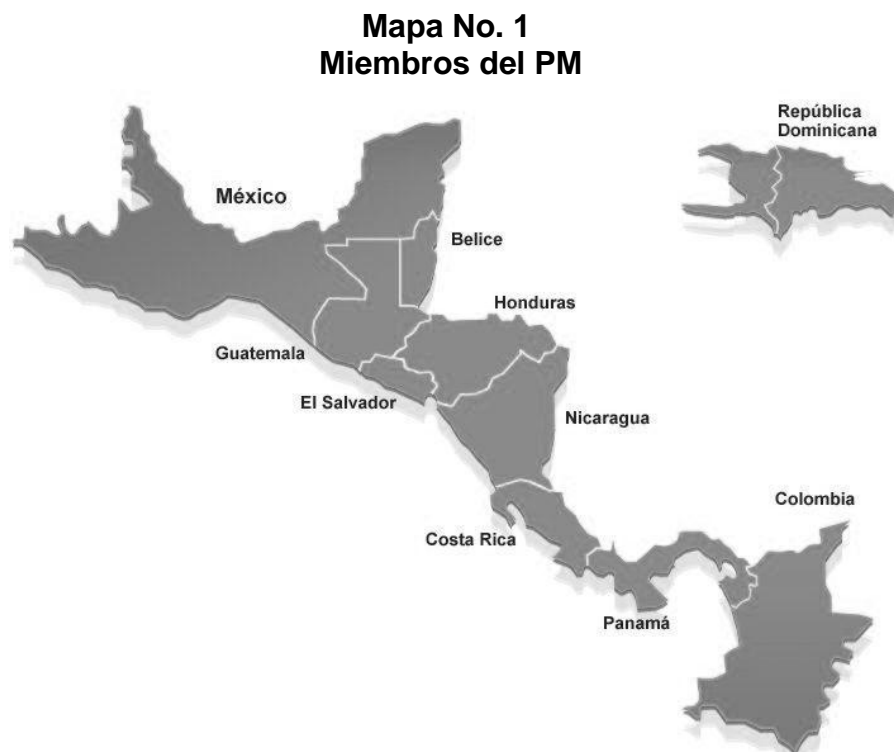 Mapa No. 1
Miembros del PM
República
Dominicana
México
Belice
Honduras
Guatemala
El Salvador
Nicaragua
Colombia
Costa Rica
Panamá